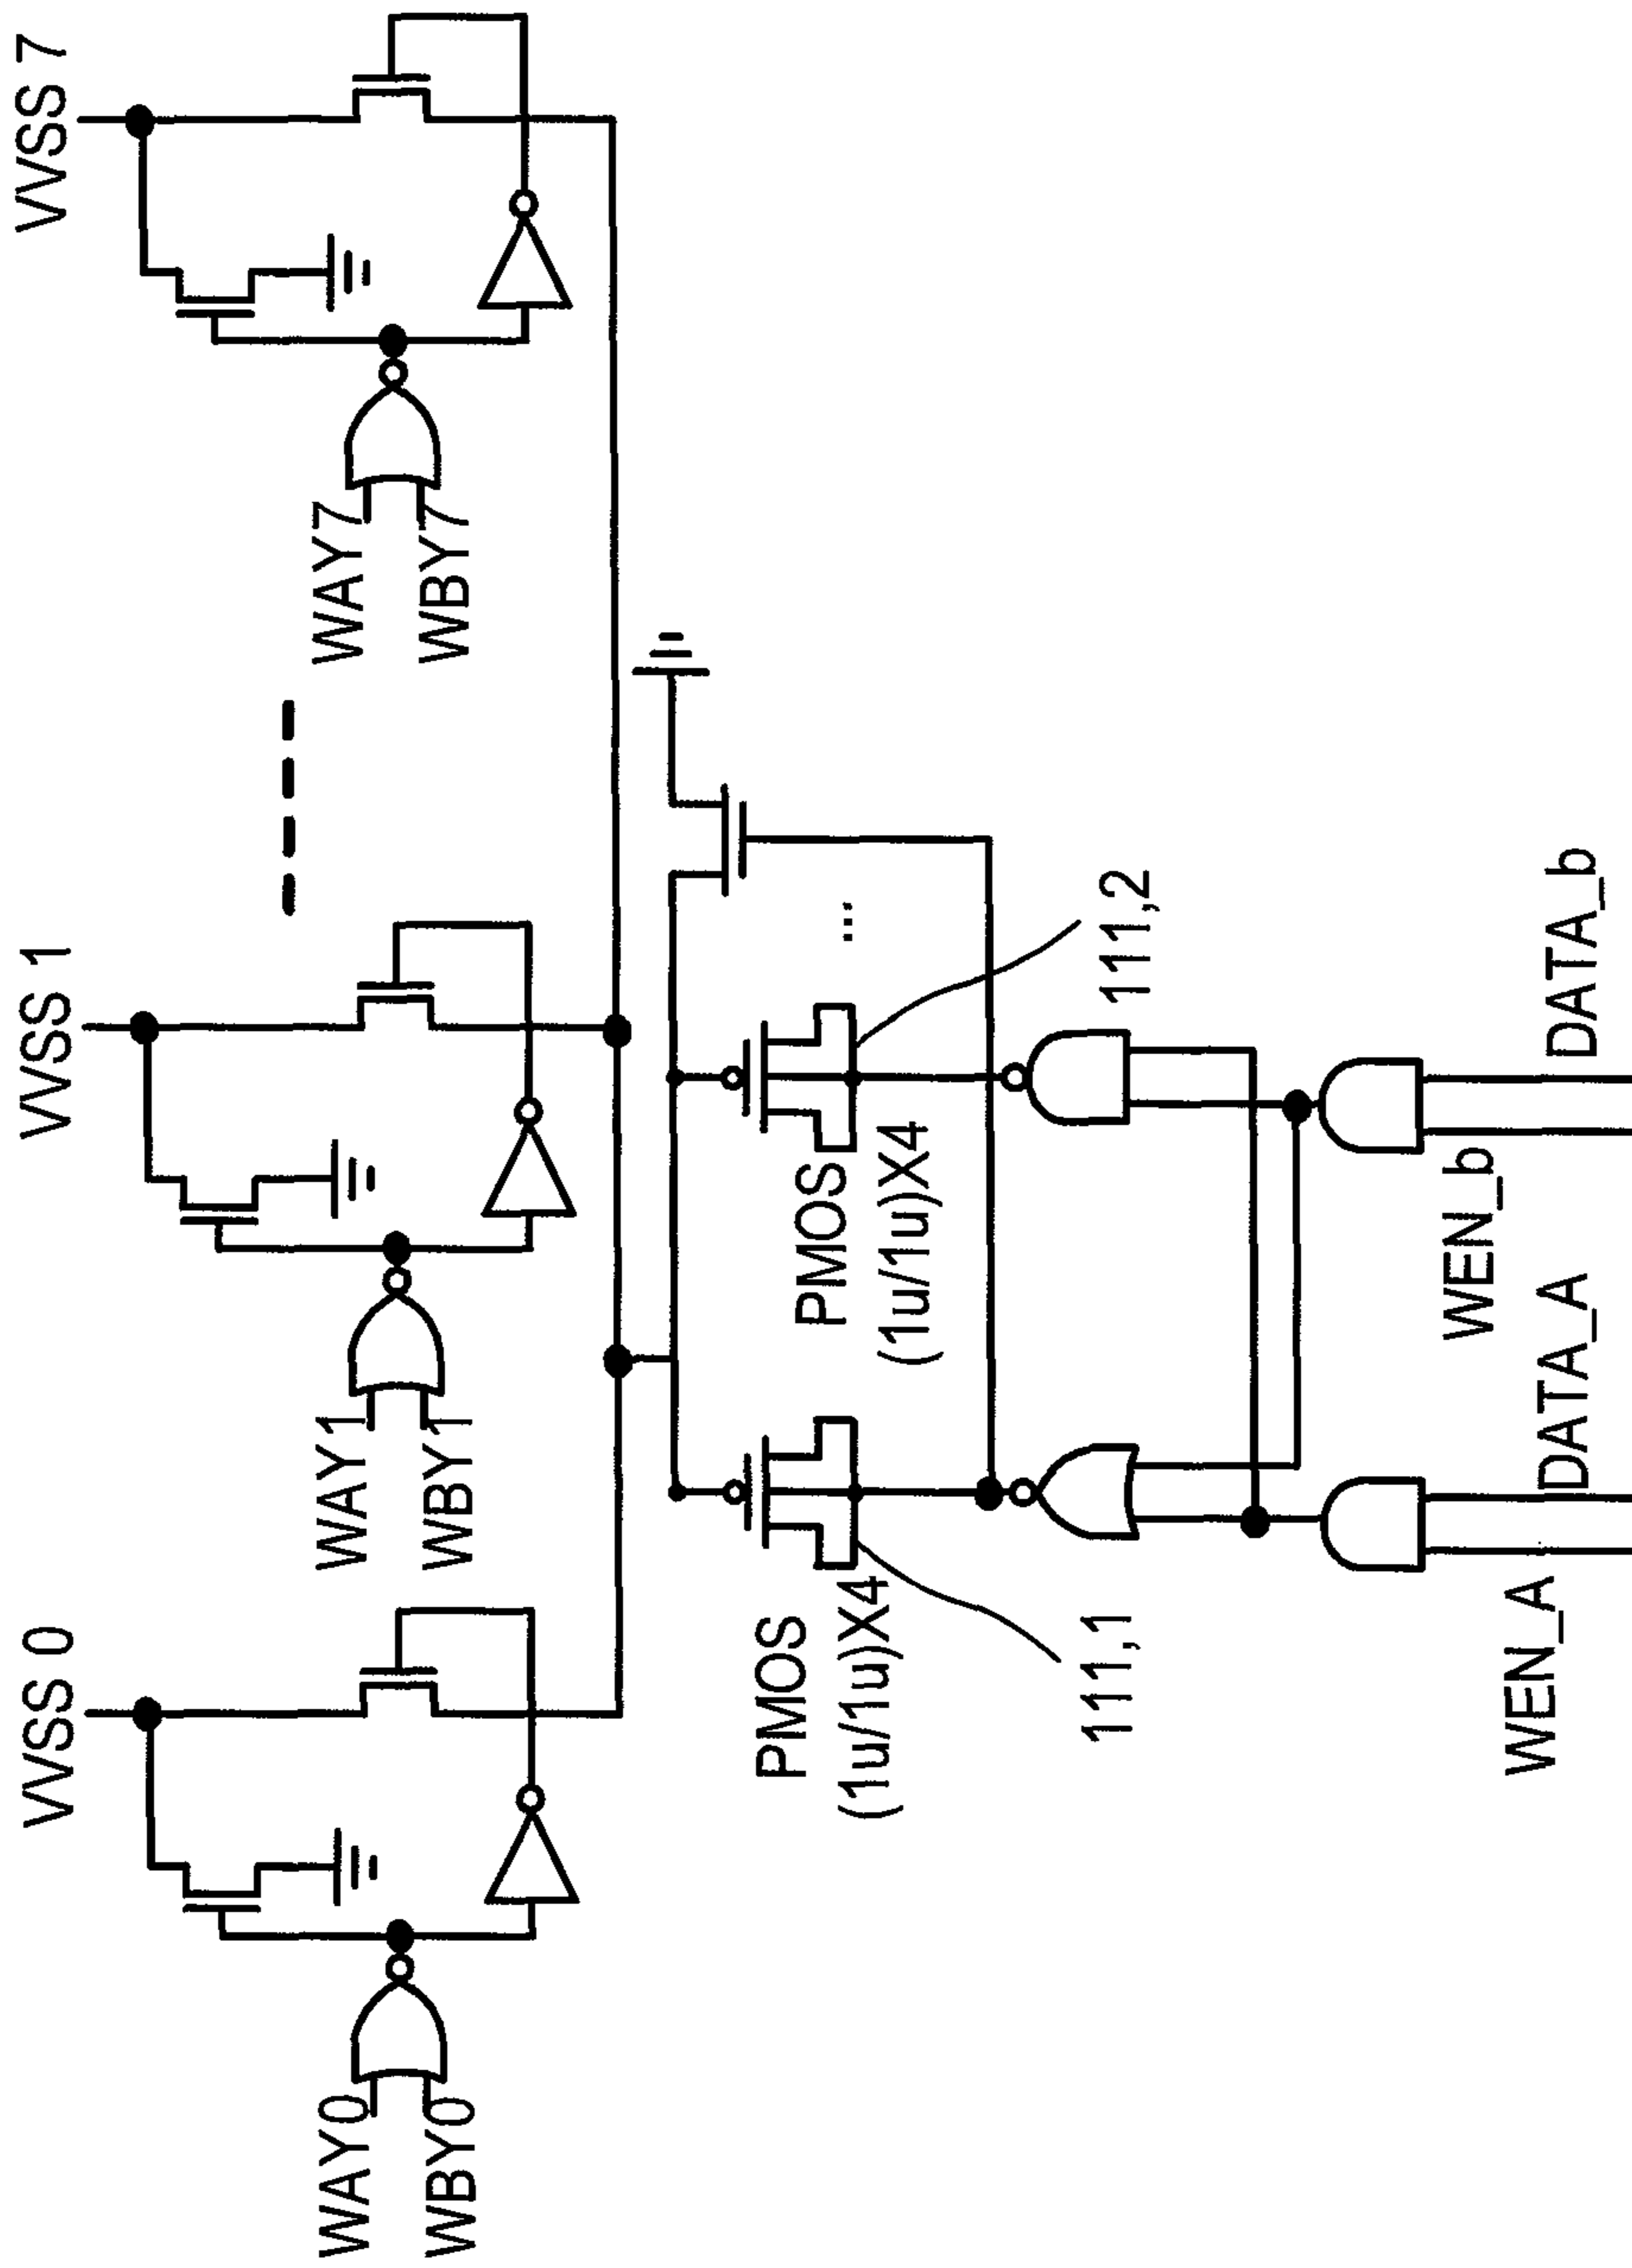 VVSS 0
VVSS 1
VVSS 7
WAY0
WBY0
WAY1
WBY1
WAY7
WBY7
PMOS
(1u/1u)X4
PMOS
(1u/1u)X4
...
111,1
111,2
WEN_A
DATA_A
WEN_b
DATA_b